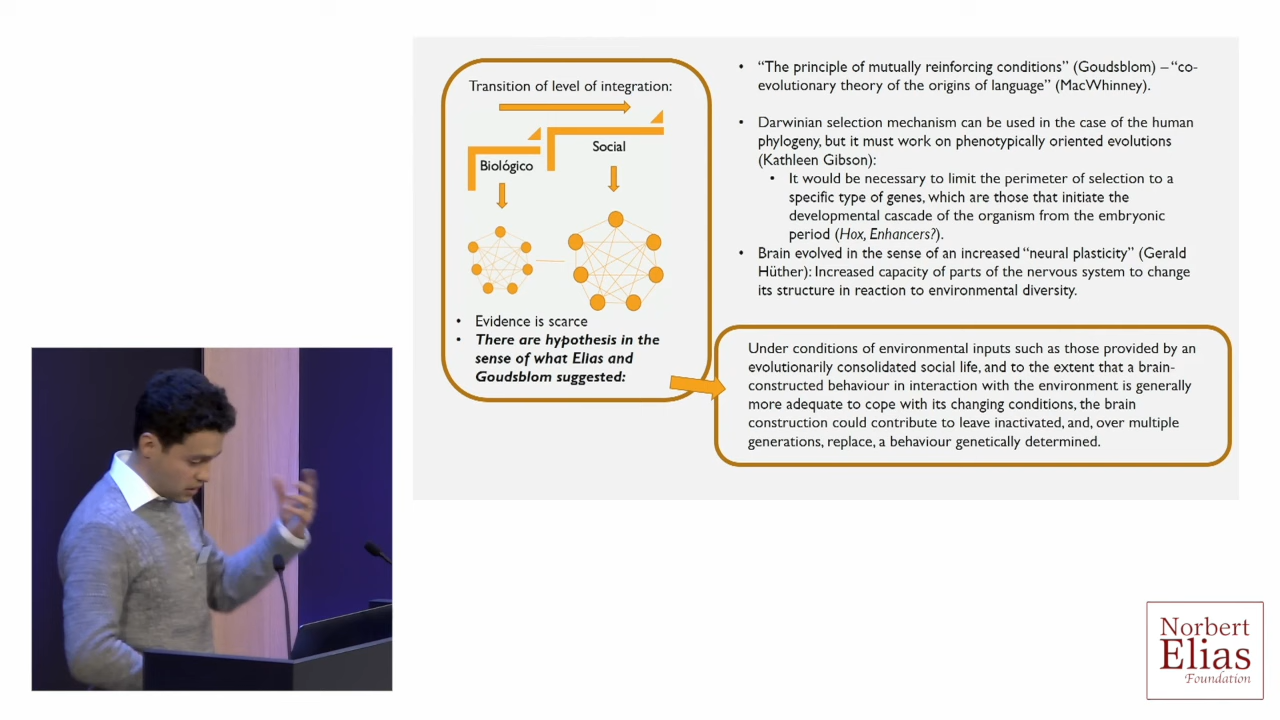 Transition of level of integration:
Social
Biológico
• Evidence is scarce
• There are hypothesis in the
sense of what Elias and
Goudsblom suggested:
• “The principle of mutually reinforcing conditions” (Goudsblom) – “co-
evolutionary theory of the origins of language” (MacWhinney).
• Darwinian selection mechanism can be used in the case of the human
phylogeny, but it must work on phenotypically oriented evolutions
(Kathleen Gibson):
• It would be necessary to limit the perimeter of selection to a
specific type of genes, which are those that initiate the
developmental cascade of the organism from the embryonic
period (Hox, Enhancers?).
• Brain evolved in the sense of an increased “neural plasticity” (Gerald
Hüther): Increased capacity of parts of the nervous system to change
its structure in reaction to environmental diversity.
Under conditions of environmental inputs such as those provided by an
evolutionarily consolidated social life, and to the extent that a brain-
constructed behaviour in interaction with the environment is generally
more adequate to cope with its changing conditions, the brain
construction could contribute to leave inactivated, and, over multiple
generations, replace, a behaviour genetically determined.
Norbert
Elias
Foundation